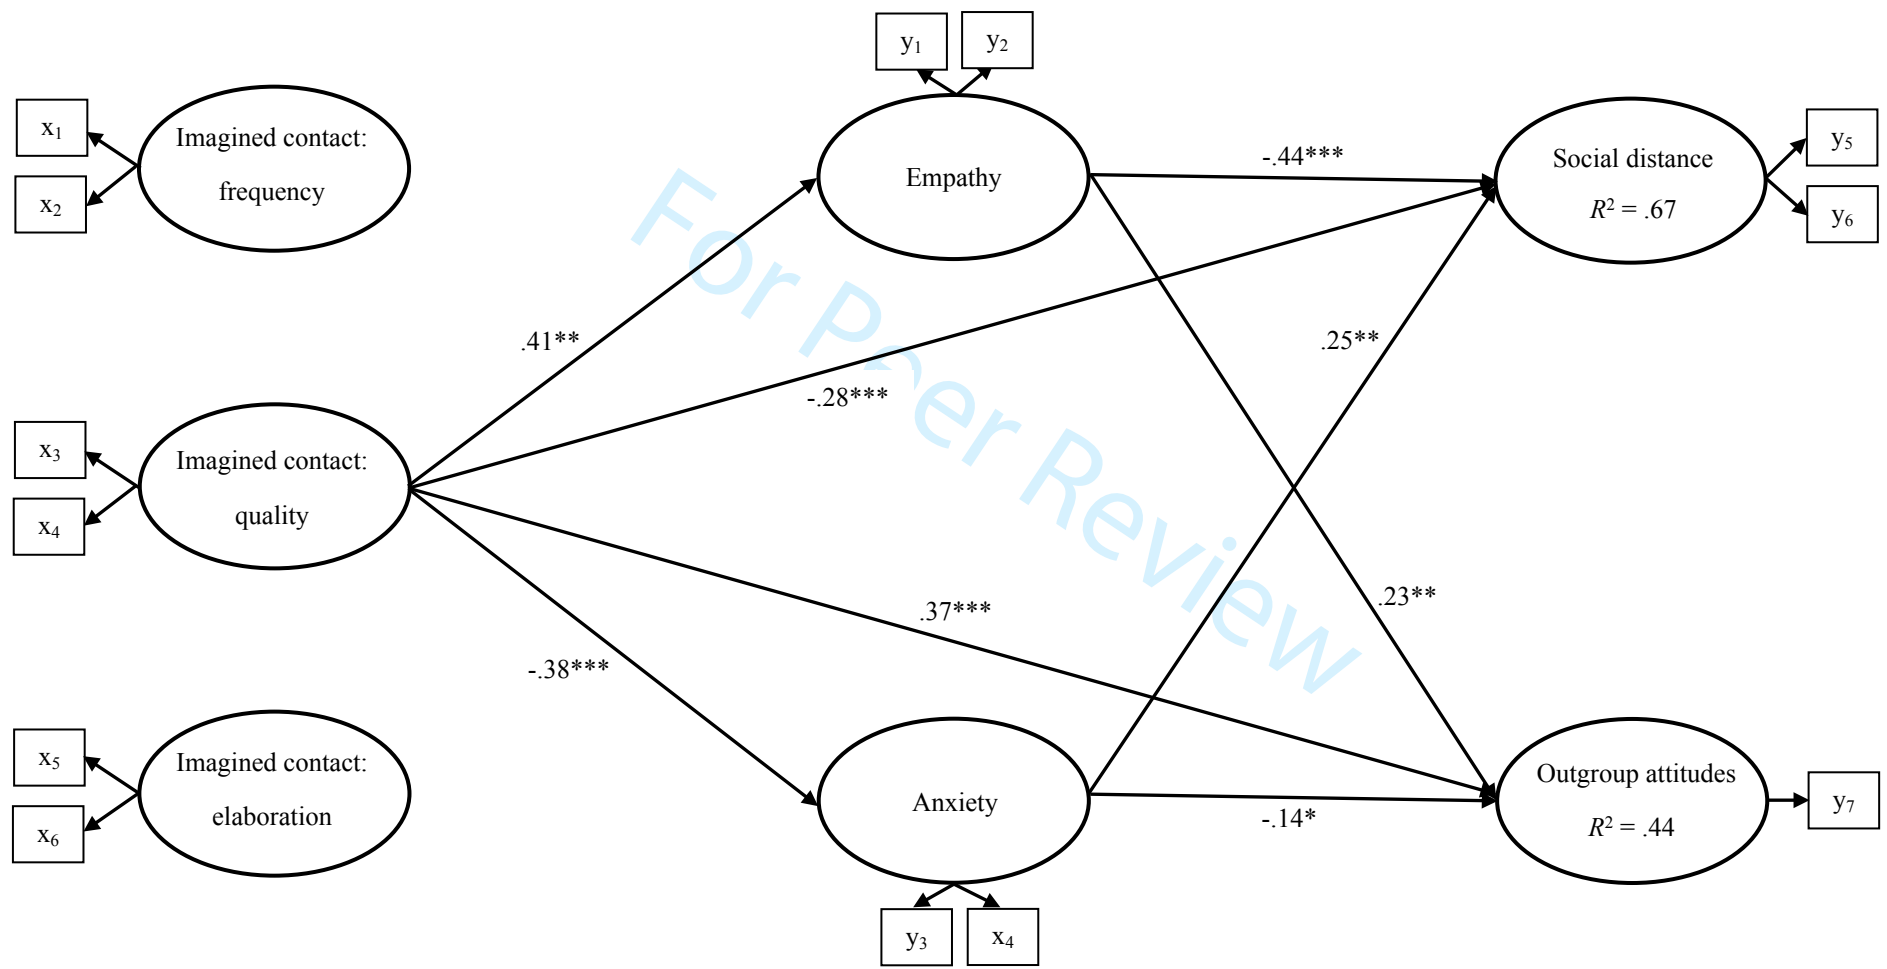 y₁
y₂
x₁
x₂
Imagined contact:
frequency
Empathy
-.44***
Social distance
R² = .67
y₅
y₆
.41**
-.28***
.25**
x₃
x₄
Imagined contact:
quality
For Peer Review
.37***
.23**
-.38***
x₅
x₆
Imagined contact:
elaboration
Anxiety
-.14*
Outgroup attitudes
R² = .44
y₇
y₃
x₄